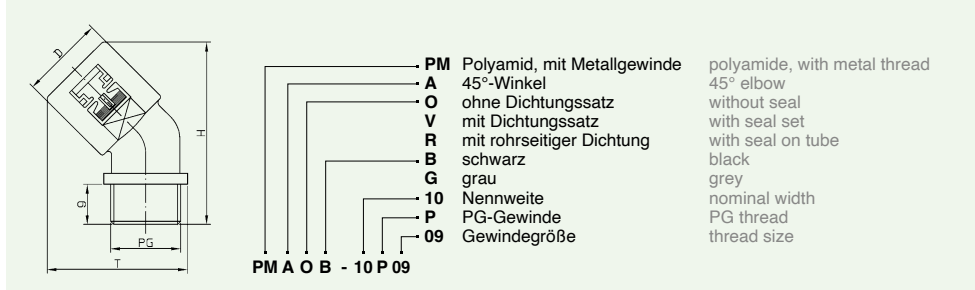 D
H
9
PG
T
PM Polyamid, mit Metallgewinde polyamide, with metal thread
A 45°-Winkel 45° elbow
O ohne Dichtungssatz without seal
V mit Dichtungssatz with seal set
R mit rohrseitiger Dichtung with seal on tube
B schwarz black
G grau grey
10 Nennweite nominal width
P PG-Gewinde PG thread
09 Gewindegröße thread size
PM A O B - 10 P 09